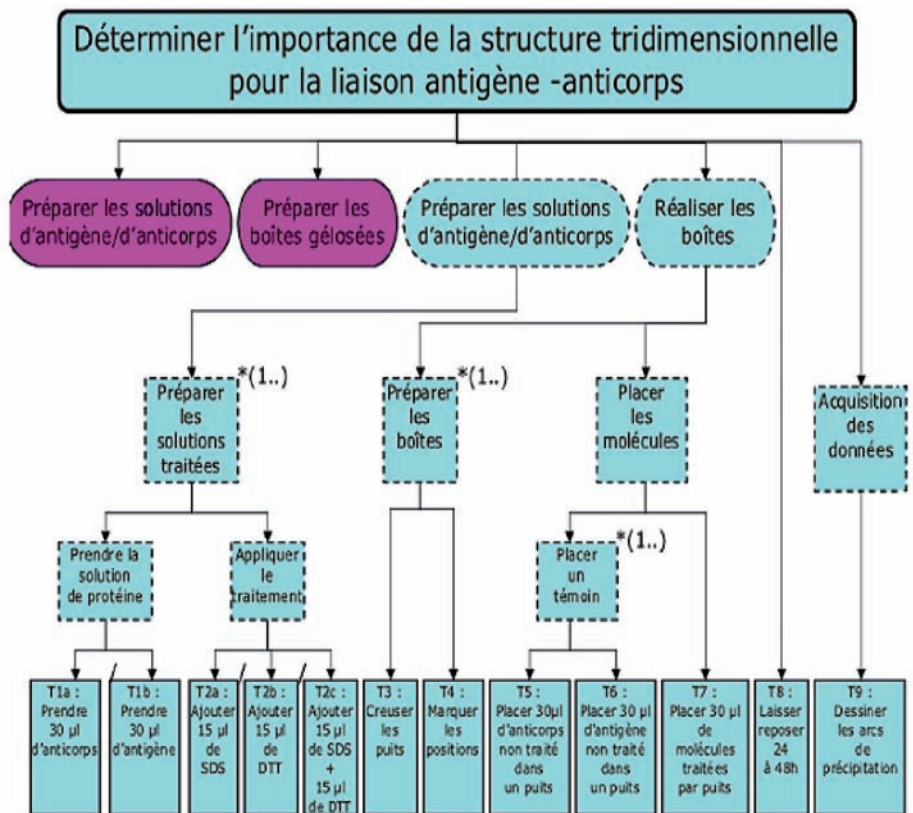 Déterminer l'importance de la structure tridimensionnelle
pour la liaison antigène -anticorps
Préparer les solutions
d'antigène/d'anticorps
Préparer les
boîtes gélosées
Préparer les solutions
d'antigène/d'anticorps
Réaliser les
boîtes
*(1..)
Préparer
les
solutions
traitées
*(1..)
Préparer
les
boîtes
Placer
les
molécules
Acquisition
des
données
Prendre la
solution
de protéine
Appliquer
le
traitement
*(1..)
Placer
un
témoin
T1a :
Prendre
30 µl
d'anticorps
/
T1b :
Prendre
30 µl
d'antigène
T2a :
Ajouter
15 µl
de
SDS
/
T2b :
Ajouter
15 µl
de
DTT
/
T2c :
Ajouter
15 µl
de SDS
+
15 µl
de DTT
T3 :
Creuser
les
puits
T4 :
Marquer
les
positions
T5 :
Placer 30µl
d'anticorps
non traité
dans
un puits
T6 :
Placer 30 µl
d'antigène
non traité
dans
un puits
T7 :
Placer 30 µl
de
molécules
traitées
par puits
T8 :
Laisser
reposer
24
à 48h
T9 :
Dessiner
les arcs
de
précipitation